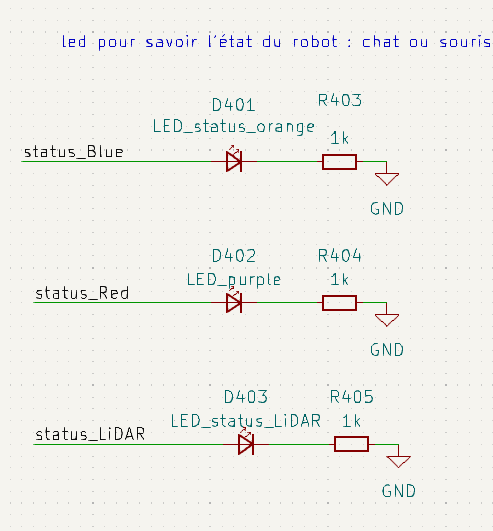 led pour savoir l'état du robot : chat ou souris
D401
R403
LED_status_orange
1k
status_Blue
GND
D402
R404
LED_purple
1k
status_Red
GND
D403
R405
LED_status_LiDAR
1k
status_LiDAR
GND